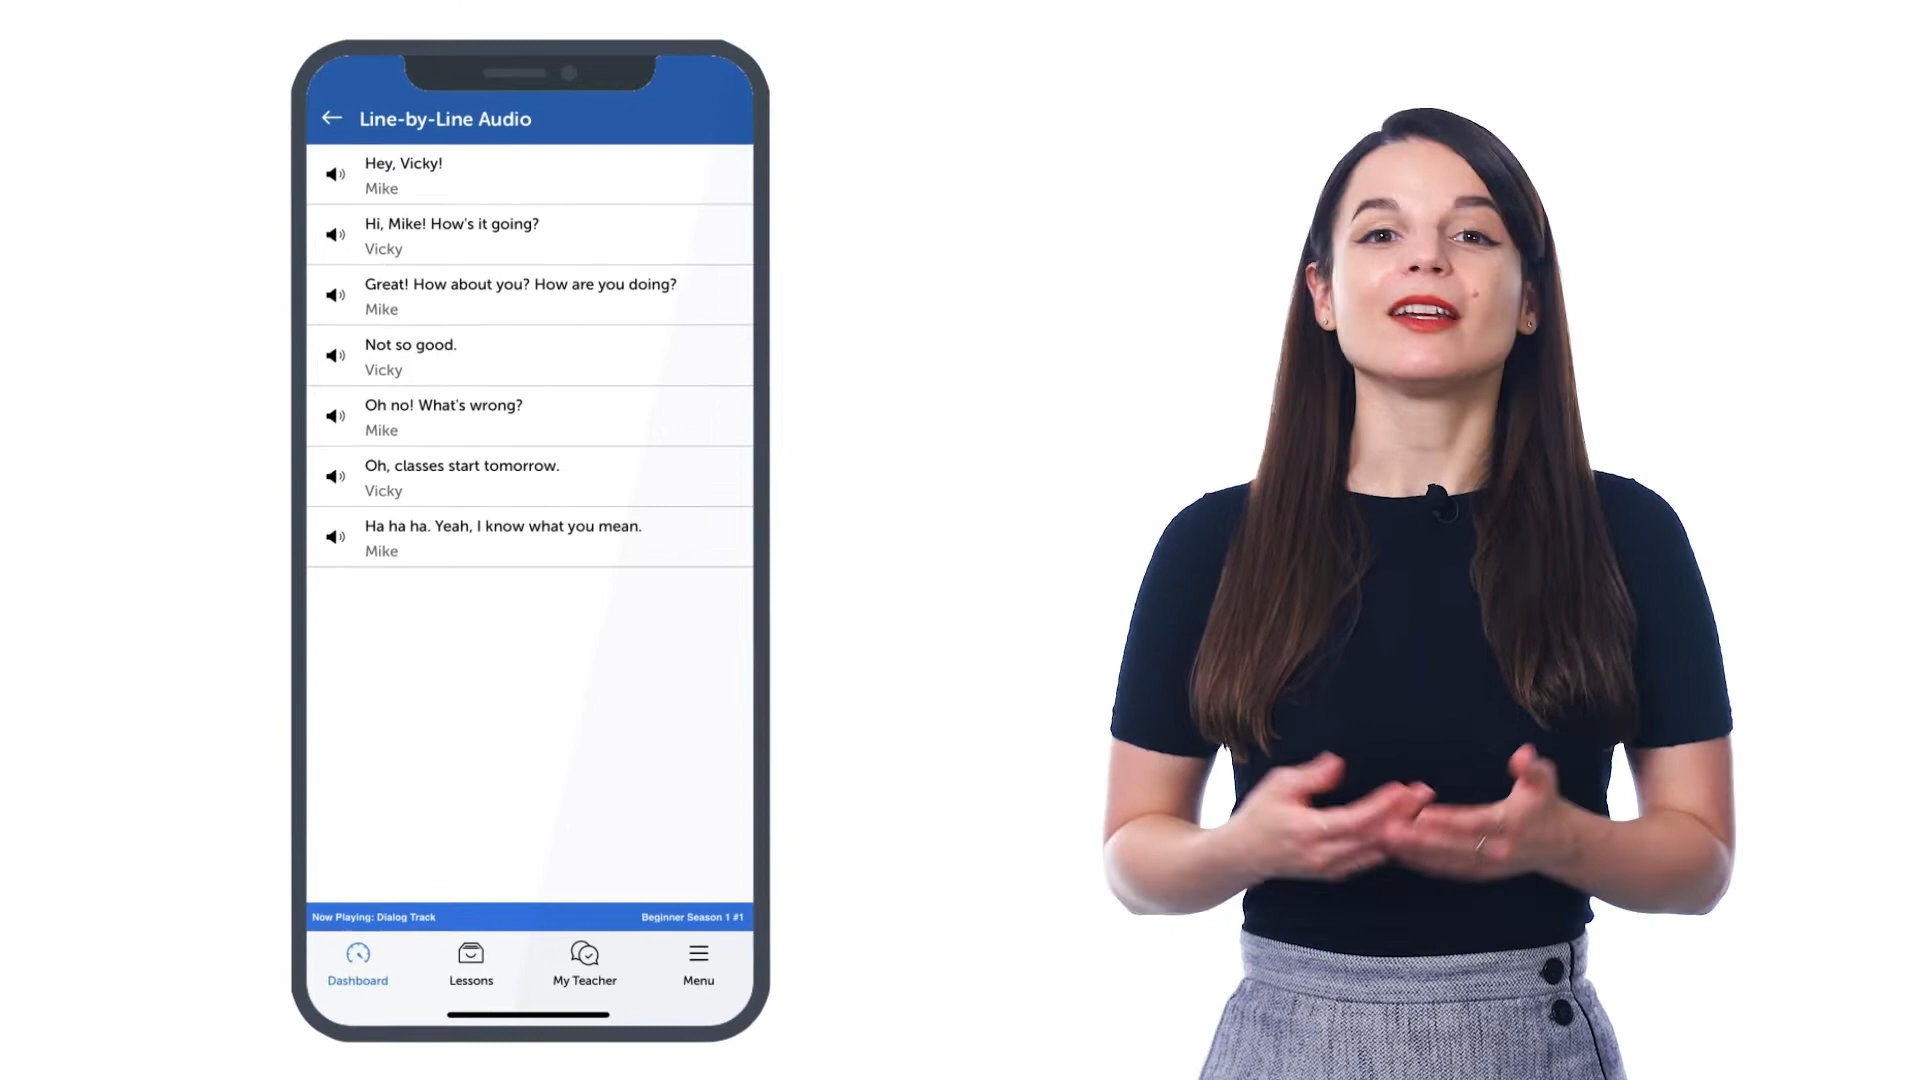 Line-by-Line Audio
Hey, Vicky!
Mike
Hi, Mike! How's it going?
Vicky
Great! How about you? How are you doing?
Mike
Not so good.
Vicky
Oh no! What's wrong?
Mike
Oh, classes start tomorrow.
Vicky
Ha ha ha. Yeah, I know what you mean.
Mike
Now Playing: Dialog Track
Beginner Season 1 #1
Dashboard
Lessons
My Teacher
Menu